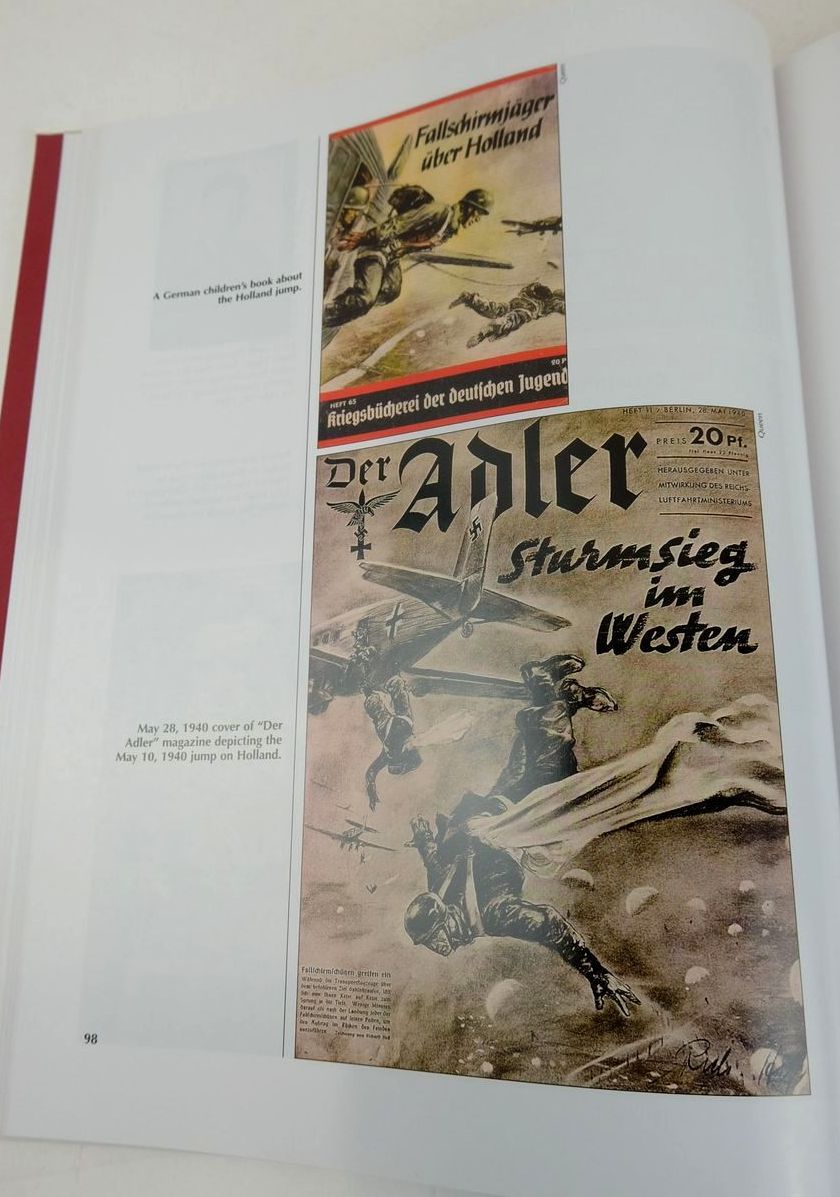 Queen
Fallschirmjäger
über Holland
A German children's book about
the Holland jump.
20 P
HEFT 65
Kriegsbücherei der deutschen Jugend
HEFT 11 / BERLIN, 28. MAI 1940
Queen
Der Adler
PREIS 20 Pf.
HERAUSGEGEBEN UNTER
MITWIRKUNG DES REICHS-
LUFTFAHRTMINISTERIUMS
Sturmsieg
im
Westen
May 28, 1940 cover of "Der
Adler" magazine depicting the
May 10, 1940 jump on Holland.
Fallschirmschützen greifen ein
98